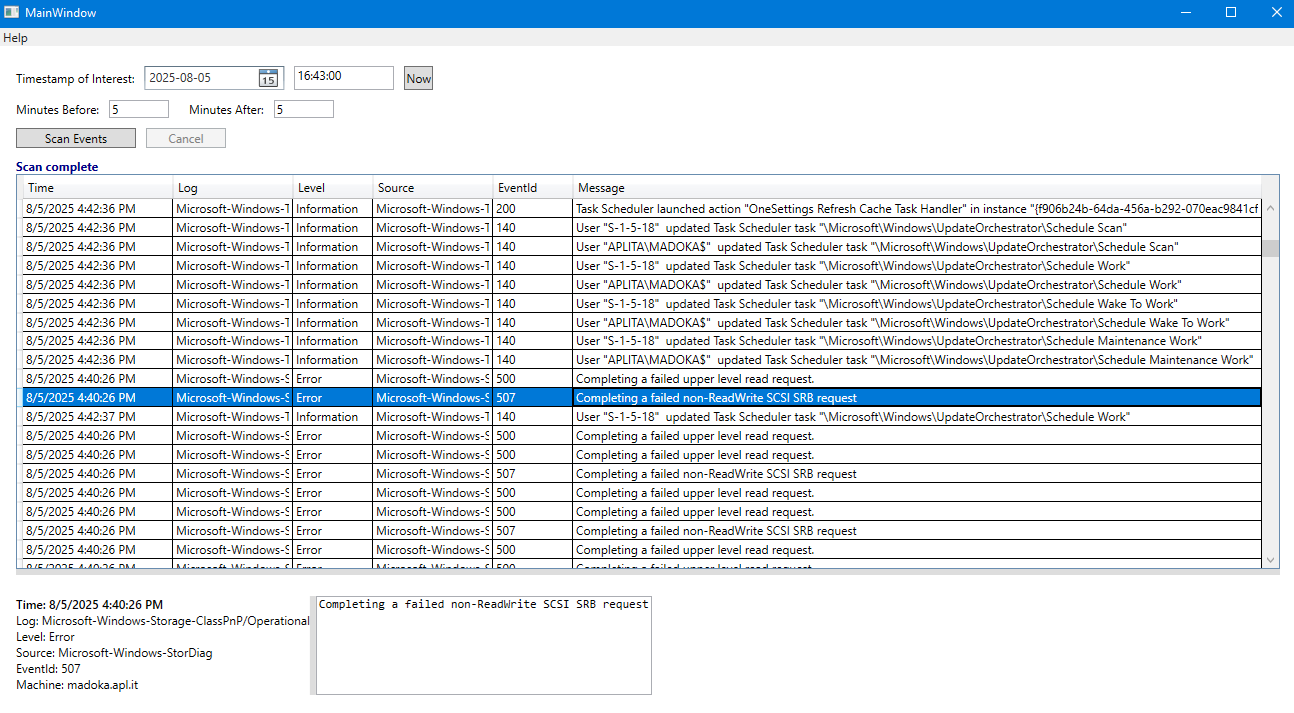 MainWindow
Help
Timestamp of Interest: 2025-08-05 15 16:43:00 Now
Minutes Before: 5 Minutes After: 5
Scan Events Cancel
Scan complete
Time Log Level Source EventId Message
8/5/2025 4:42:36 PM Microsoft-Windows-T Information Microsoft-Windows-T 200 Task Scheduler launched action "OneSettings Refresh Cache Task Handler" in instance "{f906b24b-64da-456a-b292-070eac9841cf
8/5/2025 4:42:36 PM Microsoft-Windows-T Information Microsoft-Windows-T 140 User "S-1-5-18"  updated Task Scheduler task "\Microsoft\Windows\UpdateOrchestrator\Schedule Scan"
8/5/2025 4:42:36 PM Microsoft-Windows-T Information Microsoft-Windows-T 140 User "APLITA\MADOKA$"  updated Task Scheduler task "\Microsoft\Windows\UpdateOrchestrator\Schedule Scan"
8/5/2025 4:42:36 PM Microsoft-Windows-T Information Microsoft-Windows-T 140 User "S-1-5-18"  updated Task Scheduler task "\Microsoft\Windows\UpdateOrchestrator\Schedule Work"
8/5/2025 4:42:36 PM Microsoft-Windows-T Information Microsoft-Windows-T 140 User "APLITA\MADOKA$"  updated Task Scheduler task "\Microsoft\Windows\UpdateOrchestrator\Schedule Work"
8/5/2025 4:42:36 PM Microsoft-Windows-T Information Microsoft-Windows-T 140 User "S-1-5-18"  updated Task Scheduler task "\Microsoft\Windows\UpdateOrchestrator\Schedule Wake To Work"
8/5/2025 4:42:36 PM Microsoft-Windows-T Information Microsoft-Windows-T 140 User "APLITA\MADOKA$"  updated Task Scheduler task "\Microsoft\Windows\UpdateOrchestrator\Schedule Wake To Work"
8/5/2025 4:42:36 PM Microsoft-Windows-T Information Microsoft-Windows-T 140 User "S-1-5-18"  updated Task Scheduler task "\Microsoft\Windows\UpdateOrchestrator\Schedule Maintenance Work"
8/5/2025 4:42:36 PM Microsoft-Windows-T Information Microsoft-Windows-T 140 User "APLITA\MADOKA$"  updated Task Scheduler task "\Microsoft\Windows\UpdateOrchestrator\Schedule Maintenance Work"
8/5/2025 4:40:26 PM Microsoft-Windows-S Error Microsoft-Windows-S 500 Completing a failed upper level read request.
8/5/2025 4:40:26 PM Microsoft-Windows-S Error Microsoft-Windows-S 507 Completing a failed non-ReadWrite SCSI SRB request
8/5/2025 4:42:37 PM Microsoft-Windows-T Information Microsoft-Windows-T 140 User "S-1-5-18"  updated Task Scheduler task "\Microsoft\Windows\UpdateOrchestrator\Schedule Work"
8/5/2025 4:40:26 PM Microsoft-Windows-S Error Microsoft-Windows-S 500 Completing a failed upper level read request.
8/5/2025 4:40:26 PM Microsoft-Windows-S Error Microsoft-Windows-S 500 Completing a failed upper level read request.
8/5/2025 4:40:26 PM Microsoft-Windows-S Error Microsoft-Windows-S 507 Completing a failed non-ReadWrite SCSI SRB request
8/5/2025 4:40:26 PM Microsoft-Windows-S Error Microsoft-Windows-S 500 Completing a failed upper level read request.
8/5/2025 4:40:26 PM Microsoft-Windows-S Error Microsoft-Windows-S 500 Completing a failed upper level read request.
8/5/2025 4:40:26 PM Microsoft-Windows-S Error Microsoft-Windows-S 507 Completing a failed non-ReadWrite SCSI SRB request
8/5/2025 4:40:26 PM Microsoft-Windows-S Error Microsoft-Windows-S 500 Completing a failed upper level read request.
Time: 8/5/2025 4:40:26 PM
Log: Microsoft-Windows-Storage-ClassPnP/Operational
Level: Error
Source: Microsoft-Windows-StorDiag
EventId: 507
Machine: madoka.apl.it
Completing a failed non-ReadWrite SCSI SRB request